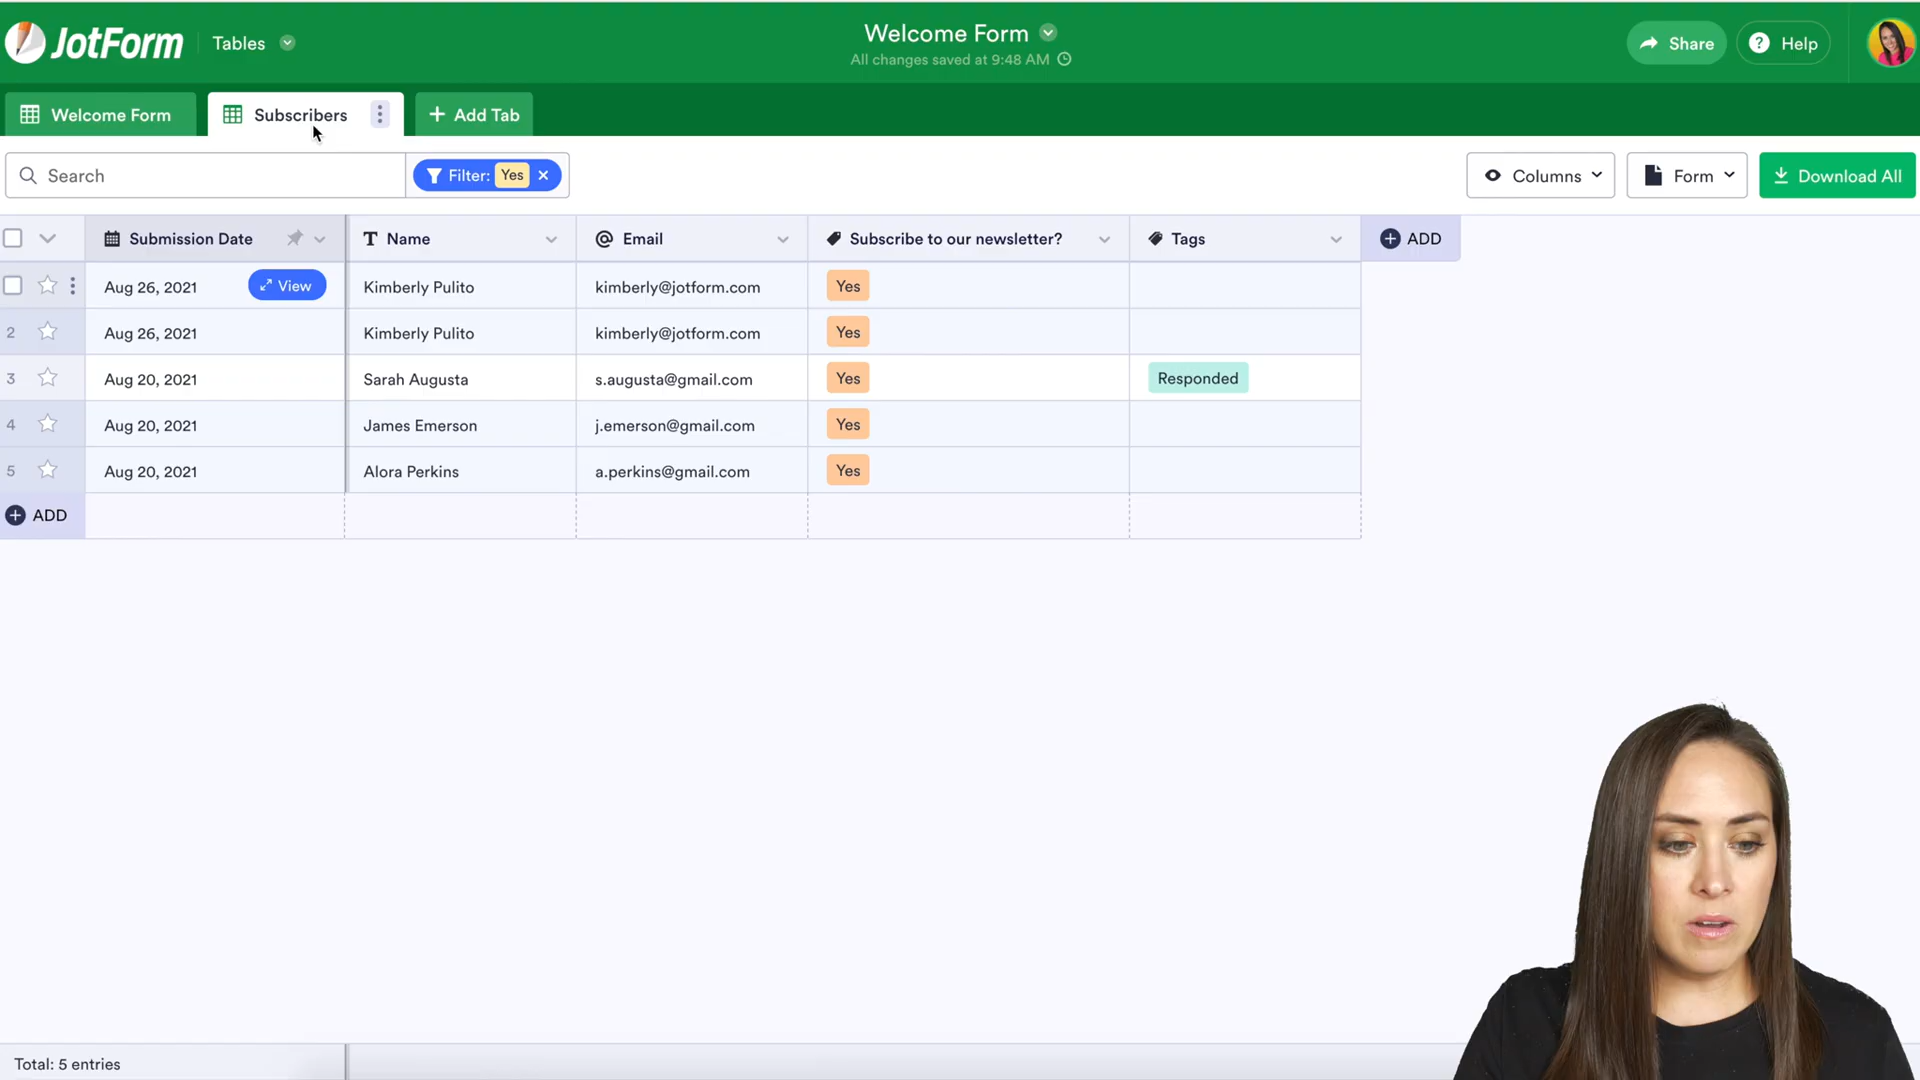 JotForm
Tables
Welcome Form
All changes saved at 9:48 AM
Share
? Help
Welcome Form
Subscribers
+ Add Tab
Search
Filter: Yes ×
Columns
Form
Download All
Submission Date
T Name
@ Email
Subscribe to our newsletter?
Tags
+ ADD
Aug 26, 2021 View Kimberly Pulito kimberly@jotform.com Yes
2 Aug 26, 2021 Kimberly Pulito kimberly@jotform.com Yes
3 Aug 20, 2021 Sarah Augusta s.augusta@gmail.com Yes Responded
4 Aug 20, 2021 James Emerson j.emerson@gmail.com Yes
5 Aug 20, 2021 Alora Perkins a.perkins@gmail.com Yes
+ ADD
Total: 5 entries